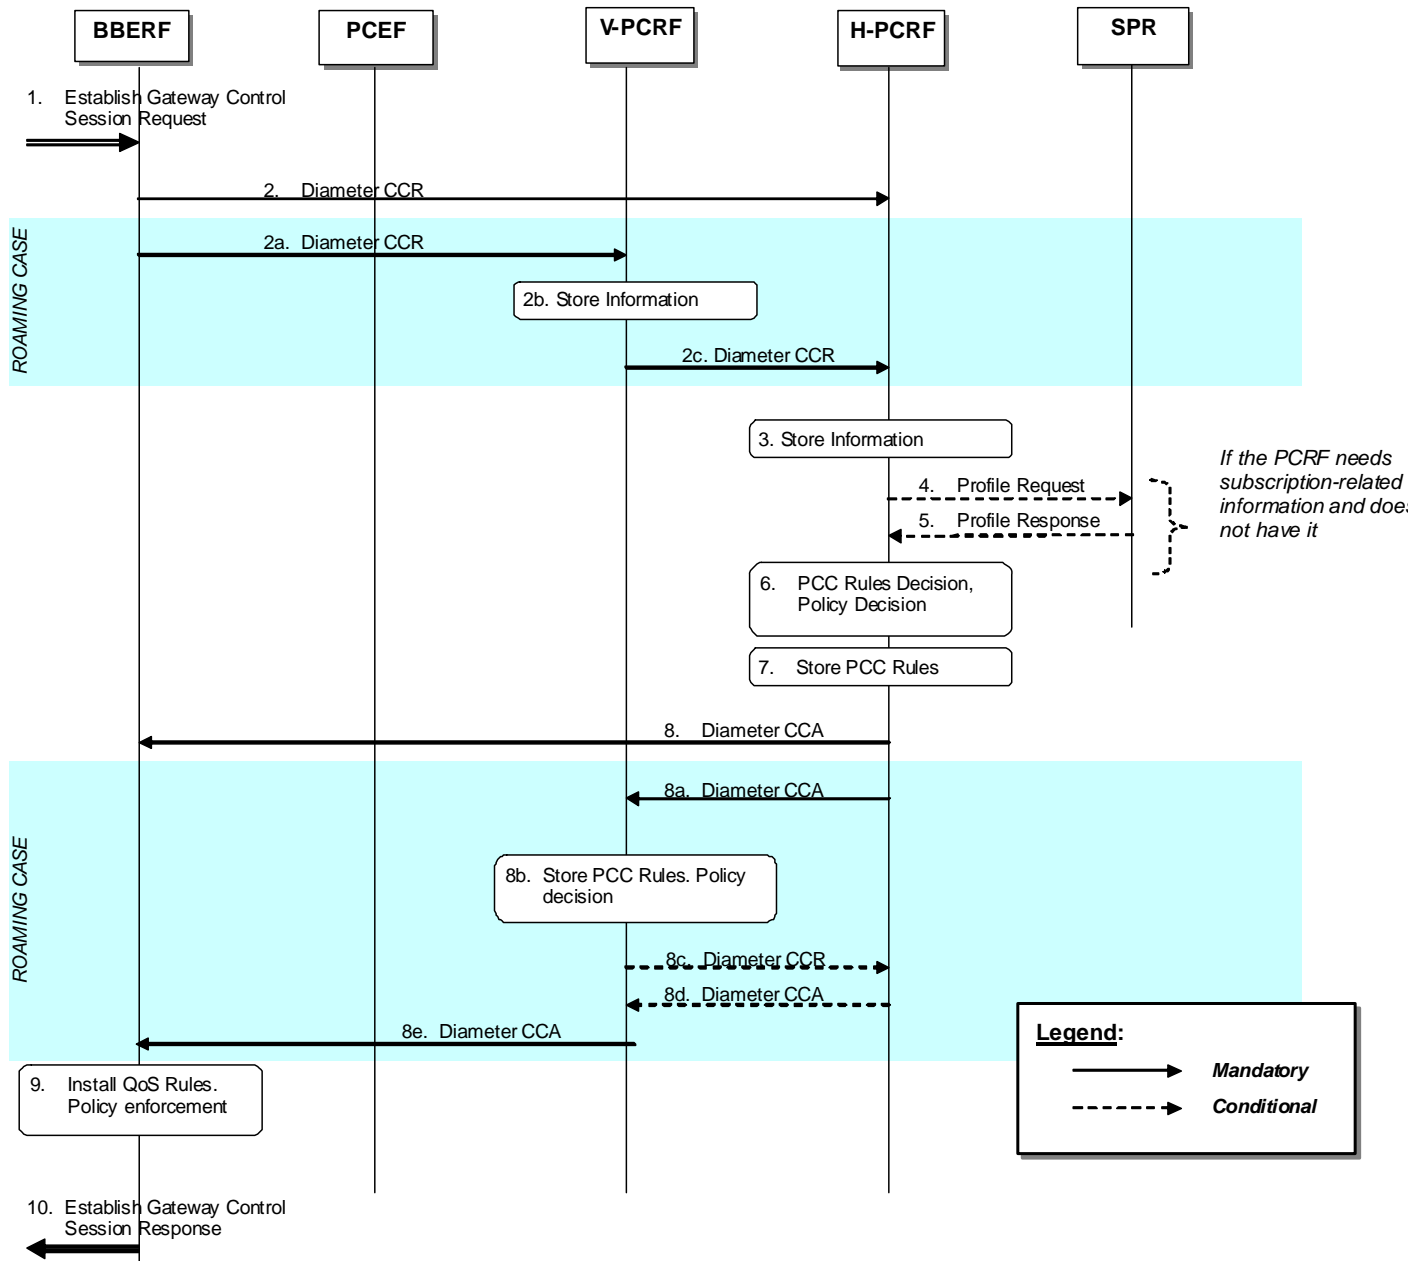 BBERF
PCEF
V-PCRF
H-PCRF
SPR
1. Establish Gateway Control
Session Request
2. Diameter CCR
ROAMING CASE
2a. Diameter CCR
2b. Store Information
2c. Diameter CCR
3. Store Information
4. Profile Request
5. Profile Response
If the PCRF needs
subscription-related
information and does
not have it
6. PCC Rules Decision,
Policy Decision
7. Store PCC Rules
8. Diameter CCA
ROAMING CASE
8a. Diameter CCA
8b. Store PCC Rules. Policy
decision
8c. Diameter CCR
8d. Diameter CCA
8e. Diameter CCA
Legend:
Mandatory
Conditional
9. Install QoS Rules.
Policy enforcement
10. Establish Gateway Control
Session Response